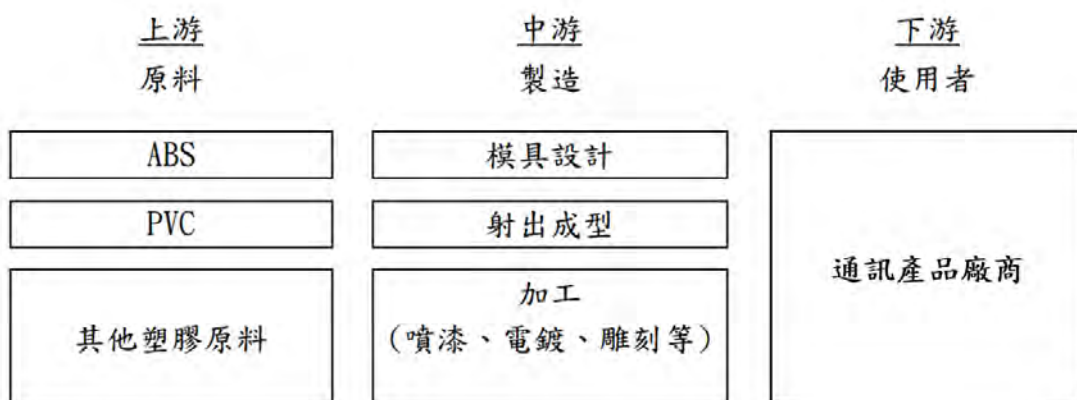 上游
原料
ABS
PVC
其他塑膠原料
中游
製造
模具設計
射出成型
加工
(噴漆、電鍍、雕刻等)
下游
使用者
通訊產品廠商